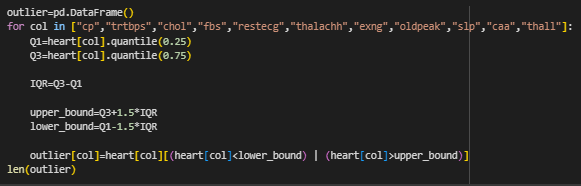 outlier=pd.DataFrame()
for col in ["cp","trtbps","chol","fbs","restecg","thalachh","exng","oldpeak","slp","caa","thall"]:
    Q1=heart[col].quantile(0.25)
    Q3=heart[col].quantile(0.75)
    IQR=Q3-Q1
    upper_bound=Q3+1.5*IQR
    lower_bound=Q1-1.5*IQR
    outlier[col]=heart[col][(heart[col]<lower_bound) | (heart[col]>upper_bound)]
len(outlier)